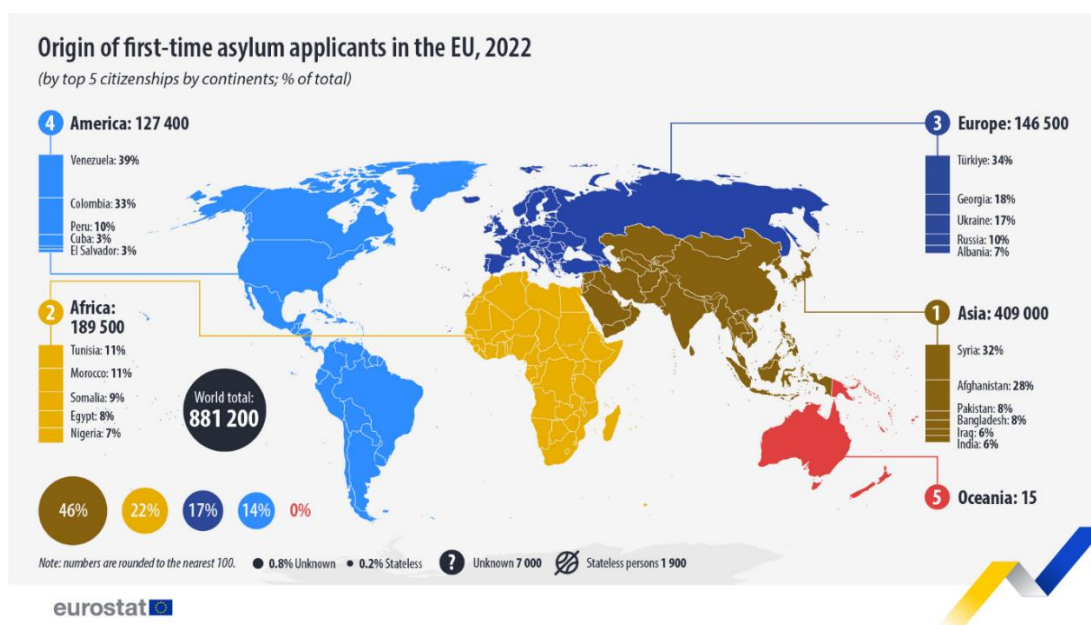 Origin of first-time asylum applicants in the EU, 2022
(by top 5 citizenships by continents; % of total)
4 America: 127 400
Venezuela: 39%
Colombia: 33%
Peru: 10%
Cuba: 3%
El Salvador: 3%
2 Africa:
189 500
Tunisia: 11%
Morocco: 11%
Somalia: 9%
Egypt: 8%
Nigeria: 7%
World total:
881 200
3 Europe: 146 500
Türkiye: 34%
Georgia: 18%
Ukraine: 17%
Russia: 10%
Albania: 7%
1 Asia: 409 000
Syria: 32%
Afghanistan: 28%
Pakistan: 8%
Bangladesh: 8%
Iraq: 6%
India: 6%
5 Oceania: 15
46% 22% 17% 14% 0%
Note: numbers are rounded to the nearest 100. 0.8% Unknown 0.2% Stateless ? Unknown 7 000 Stateless persons 1 900
eurostat